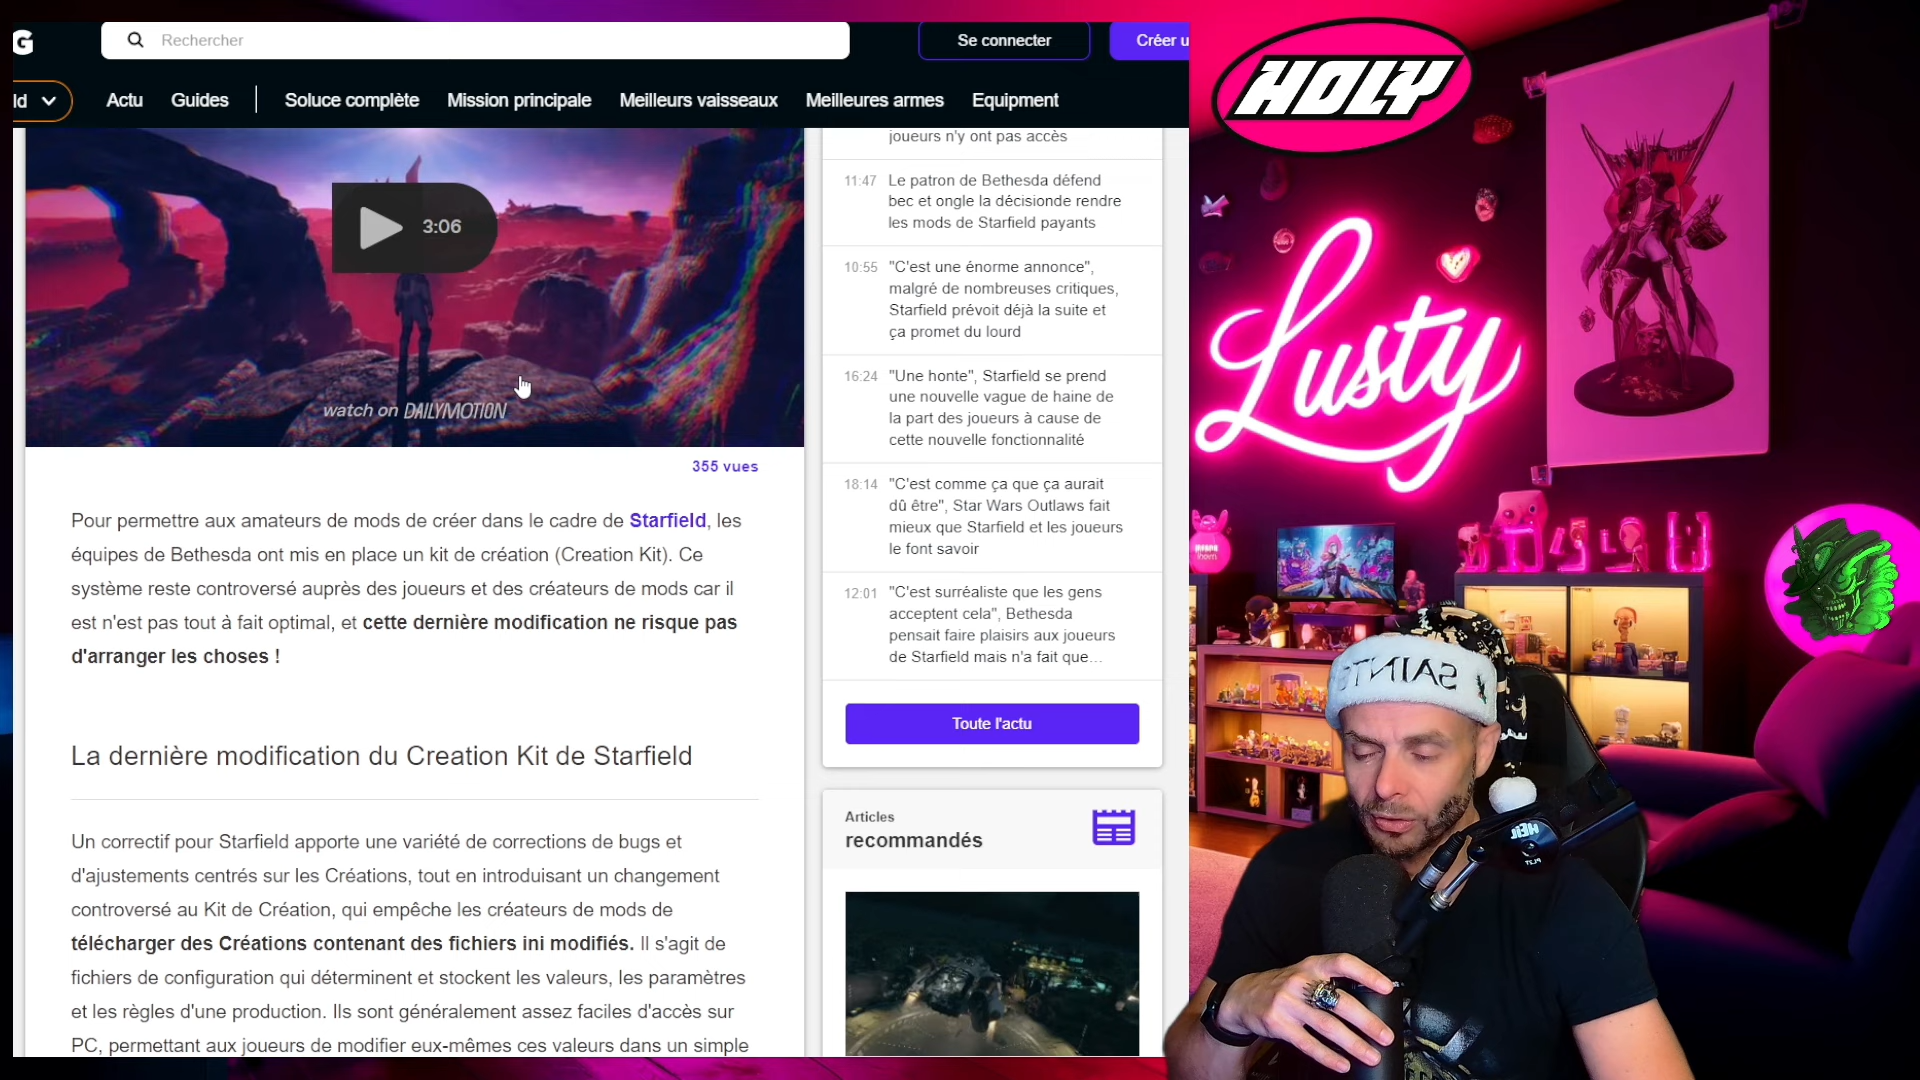 G
Rechercher
Se connecter
Créer u
ld
Actu
Guides
Soluce complète
Mission principale
Meilleurs vaisseaux
Meilleures armes
Equipment
3:06
watch on DAILYMOTION
355 vues
Pour permettre aux amateurs de mods de créer dans le cadre de Starfield, les
équipes de Bethesda ont mis en place un kit de création (Creation Kit). Ce
système reste controversé auprès des joueurs et des créateurs de mods car il
est n'est pas tout à fait optimal, et cette dernière modification ne risque pas
d'arranger les choses !
La dernière modification du Creation Kit de Starfield
Un correctif pour Starfield apporte une variété de corrections de bugs et
d'ajustements centrés sur les Créations, tout en introduisant un changement
controversé au Kit de Création, qui empêche les créateurs de mods de
télécharger des Créations contenant des fichiers ini modifiés. Il s'agit de
fichiers de configuration qui déterminent et stockent les valeurs, les paramètres
et les règles d'une production. Ils sont généralement assez faciles d'accès sur
PC, permettant aux joueurs de modifier eux-mêmes ces valeurs dans un simple
joueurs n'y ont pas accès
11:47 Le patron de Bethesda défend
bec et ongle la décisionde rendre
les mods de Starfield payants
10:55 "C'est une énorme annonce",
malgré de nombreuses critiques,
Starfield prévoit déjà la suite et
ça promet du lourd
16:24 "Une honte", Starfield se prend
une nouvelle vague de haine de
la part des joueurs à cause de
cette nouvelle fonctionnalité
18:14 "C'est comme ça que ça aurait
dû être", Star Wars Outlaws fait
mieux que Starfield et les joueurs
le font savoir
12:01 "C'est surréaliste que les gens
acceptent cela", Bethesda
pensait faire plaisirs aux joueurs
de Starfield mais n'a fait que...
Toute l'actu
Articles
recommandés
HOLY
Lusty
SAINTS